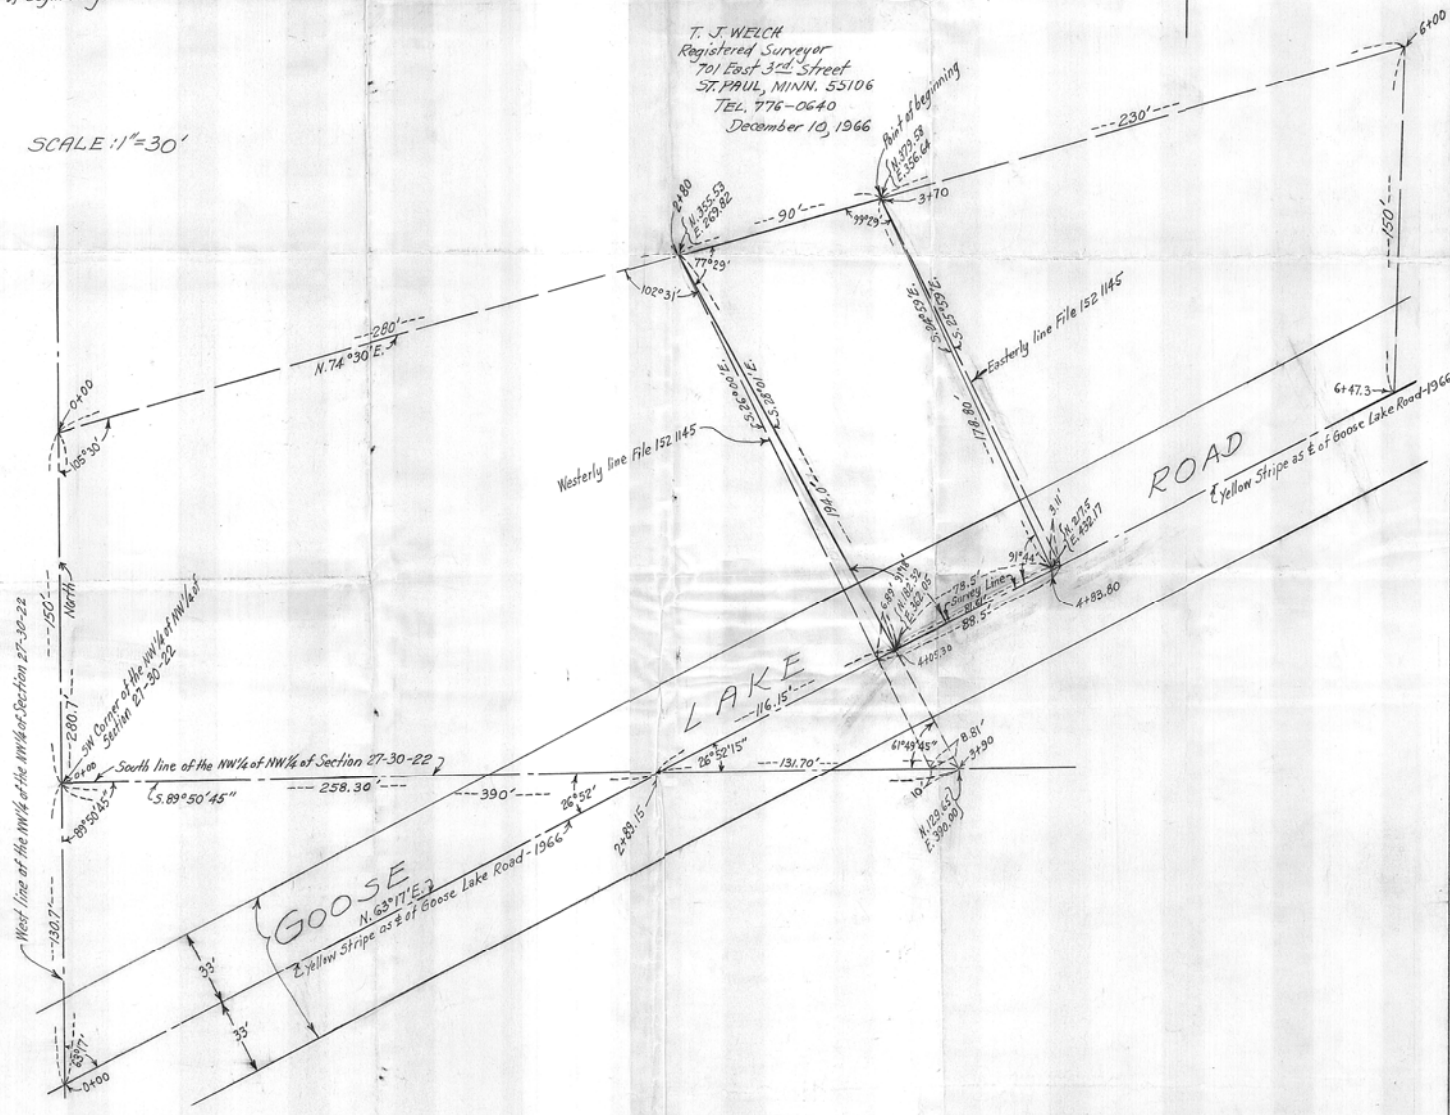 T. J. WELCH
Registered Surveyor
701 East 3rd. Street
ST. PAUL, MINN. 55106
TEL. 776-0640
December 10, 1966
SCALE: 1"=30'
6+00
Point of beginning
N.379.58
E.356.64
3+70
---230'---
---150'---
6+47.3
2+80
N.355.53
E.269.82
--90'--
99°29'
77°29'
102°31'
---280'---
N.74°30'E.
0+00
105°30'
S.24°59'E.
S.25°59'E.
Easterly line File 152 1145
---178.80'---
S.26°00'E.
S.28°01'E.
Westerly line File 152 1145
---194.0'---
ROAD
Yellow Stripe as ℄ of Goose Lake Road-1966
3.11'
N.217.5
E.432.17
91°44'
4+83.80
78.5'
Survey Line
81.61'
88.5'
N.182.32
E.362.05
4+05.30
LAKE
---116.15'---
North
---150'---
--280.7'--
SW Corner of the NW¼ of NW¼ of
Section 27-30-22
0+00
South line of the NW¼ of NW¼ of Section 27-30-22
S.89°50'45"
---258.30'---
---390'---
26°52'
26°52'15"
---131.70'---
61°49'45"
8.81'
3+90
10'
N.129.65
E.390.00
89°50'45"
2+89.15
West line of the NW¼ of the NW¼ of Section 27-30-22
---130.7'---
GOOSE
N.63°17'E.
Yellow Stripe as ℄ of Goose Lake Road-1966
33'
33'
63°17'
0+00